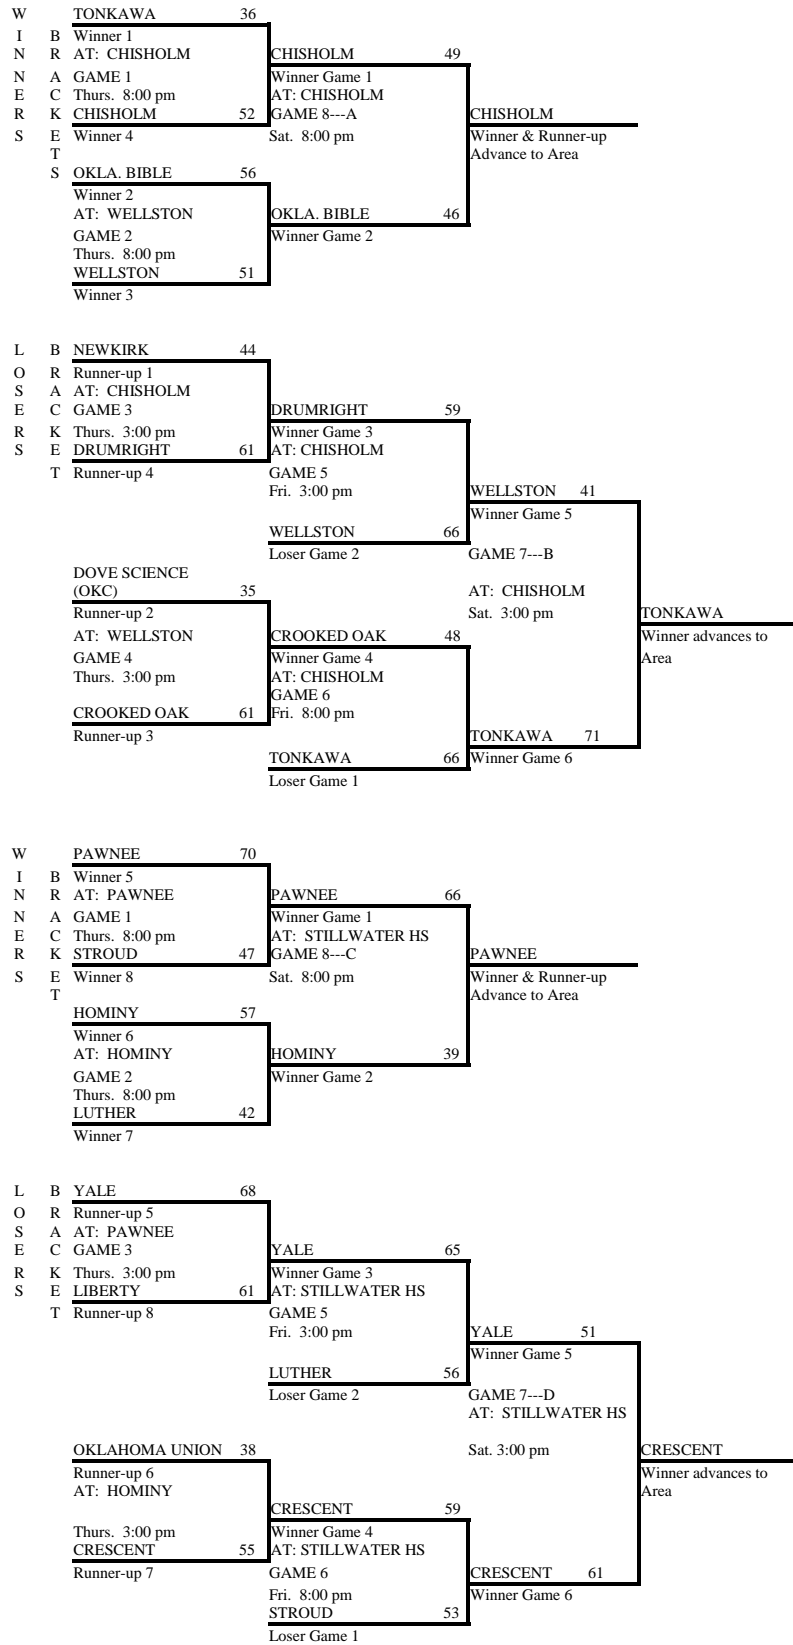 W TONKAWA 36
I B Winner 1
N R AT: CHISHOLM CHISHOLM 49
N A GAME 1 Winner Game 1
E C Thurs. 8:00 pm AT: CHISHOLM
R K CHISHOLM 52 GAME 8---A CHISHOLM
S E Winner 4 Sat. 8:00 pm Winner & Runner-up
T Advance to Area
S OKLA. BIBLE 56
Winner 2
AT: WELLSTON OKLA. BIBLE 46
GAME 2 Winner Game 2
Thurs. 8:00 pm
WELLSTON 51
Winner 3
L B NEWKIRK 44
O R Runner-up 1
S A AT: CHISHOLM
E C GAME 3 DRUMRIGHT 59
R K Thurs. 3:00 pm Winner Game 3
S E DRUMRIGHT 61 AT: CHISHOLM
T Runner-up 4 GAME 5
Fri. 3:00 pm WELLSTON 41
Winner Game 5
WELLSTON 66
Loser Game 2 GAME 7---B
DOVE SCIENCE
(OKC) 35 AT: CHISHOLM
Runner-up 2 Sat. 3:00 pm TONKAWA
AT: WELLSTON CROOKED OAK 48 Winner advances to
GAME 4 Winner Game 4 Area
Thurs. 3:00 pm AT: CHISHOLM
GAME 6
CROOKED OAK 61 Fri. 8:00 pm
Runner-up 3 TONKAWA 71
TONKAWA 66 Winner Game 6
Loser Game 1
W PAWNEE 70
I B Winner 5
N R AT: PAWNEE PAWNEE 66
N A GAME 1 Winner Game 1
E C Thurs. 8:00 pm AT: STILLWATER HS
R K STROUD 47 GAME 8---C PAWNEE
S E Winner 8 Sat. 8:00 pm Winner & Runner-up
T Advance to Area
HOMINY 57
Winner 6
AT: HOMINY HOMINY 39
GAME 2 Winner Game 2
Thurs. 8:00 pm
LUTHER 42
Winner 7
L B YALE 68
O R Runner-up 5
S A AT: PAWNEE
E C GAME 3 YALE 65
R K Thurs. 3:00 pm Winner Game 3
S E LIBERTY 61 AT: STILLWATER HS
T Runner-up 8 GAME 5
Fri. 3:00 pm YALE 51
Winner Game 5
LUTHER 56
Loser Game 2 GAME 7---D
AT: STILLWATER HS
OKLAHOMA UNION 38 Sat. 3:00 pm CRESCENT
Runner-up 6 Winner advances to
AT: HOMINY Area
CRESCENT 59
Thurs. 3:00 pm Winner Game 4
CRESCENT 55 AT: STILLWATER HS
Runner-up 7 GAME 6 CRESCENT 61
Fri. 8:00 pm Winner Game 6
STROUD 53
Loser Game 1